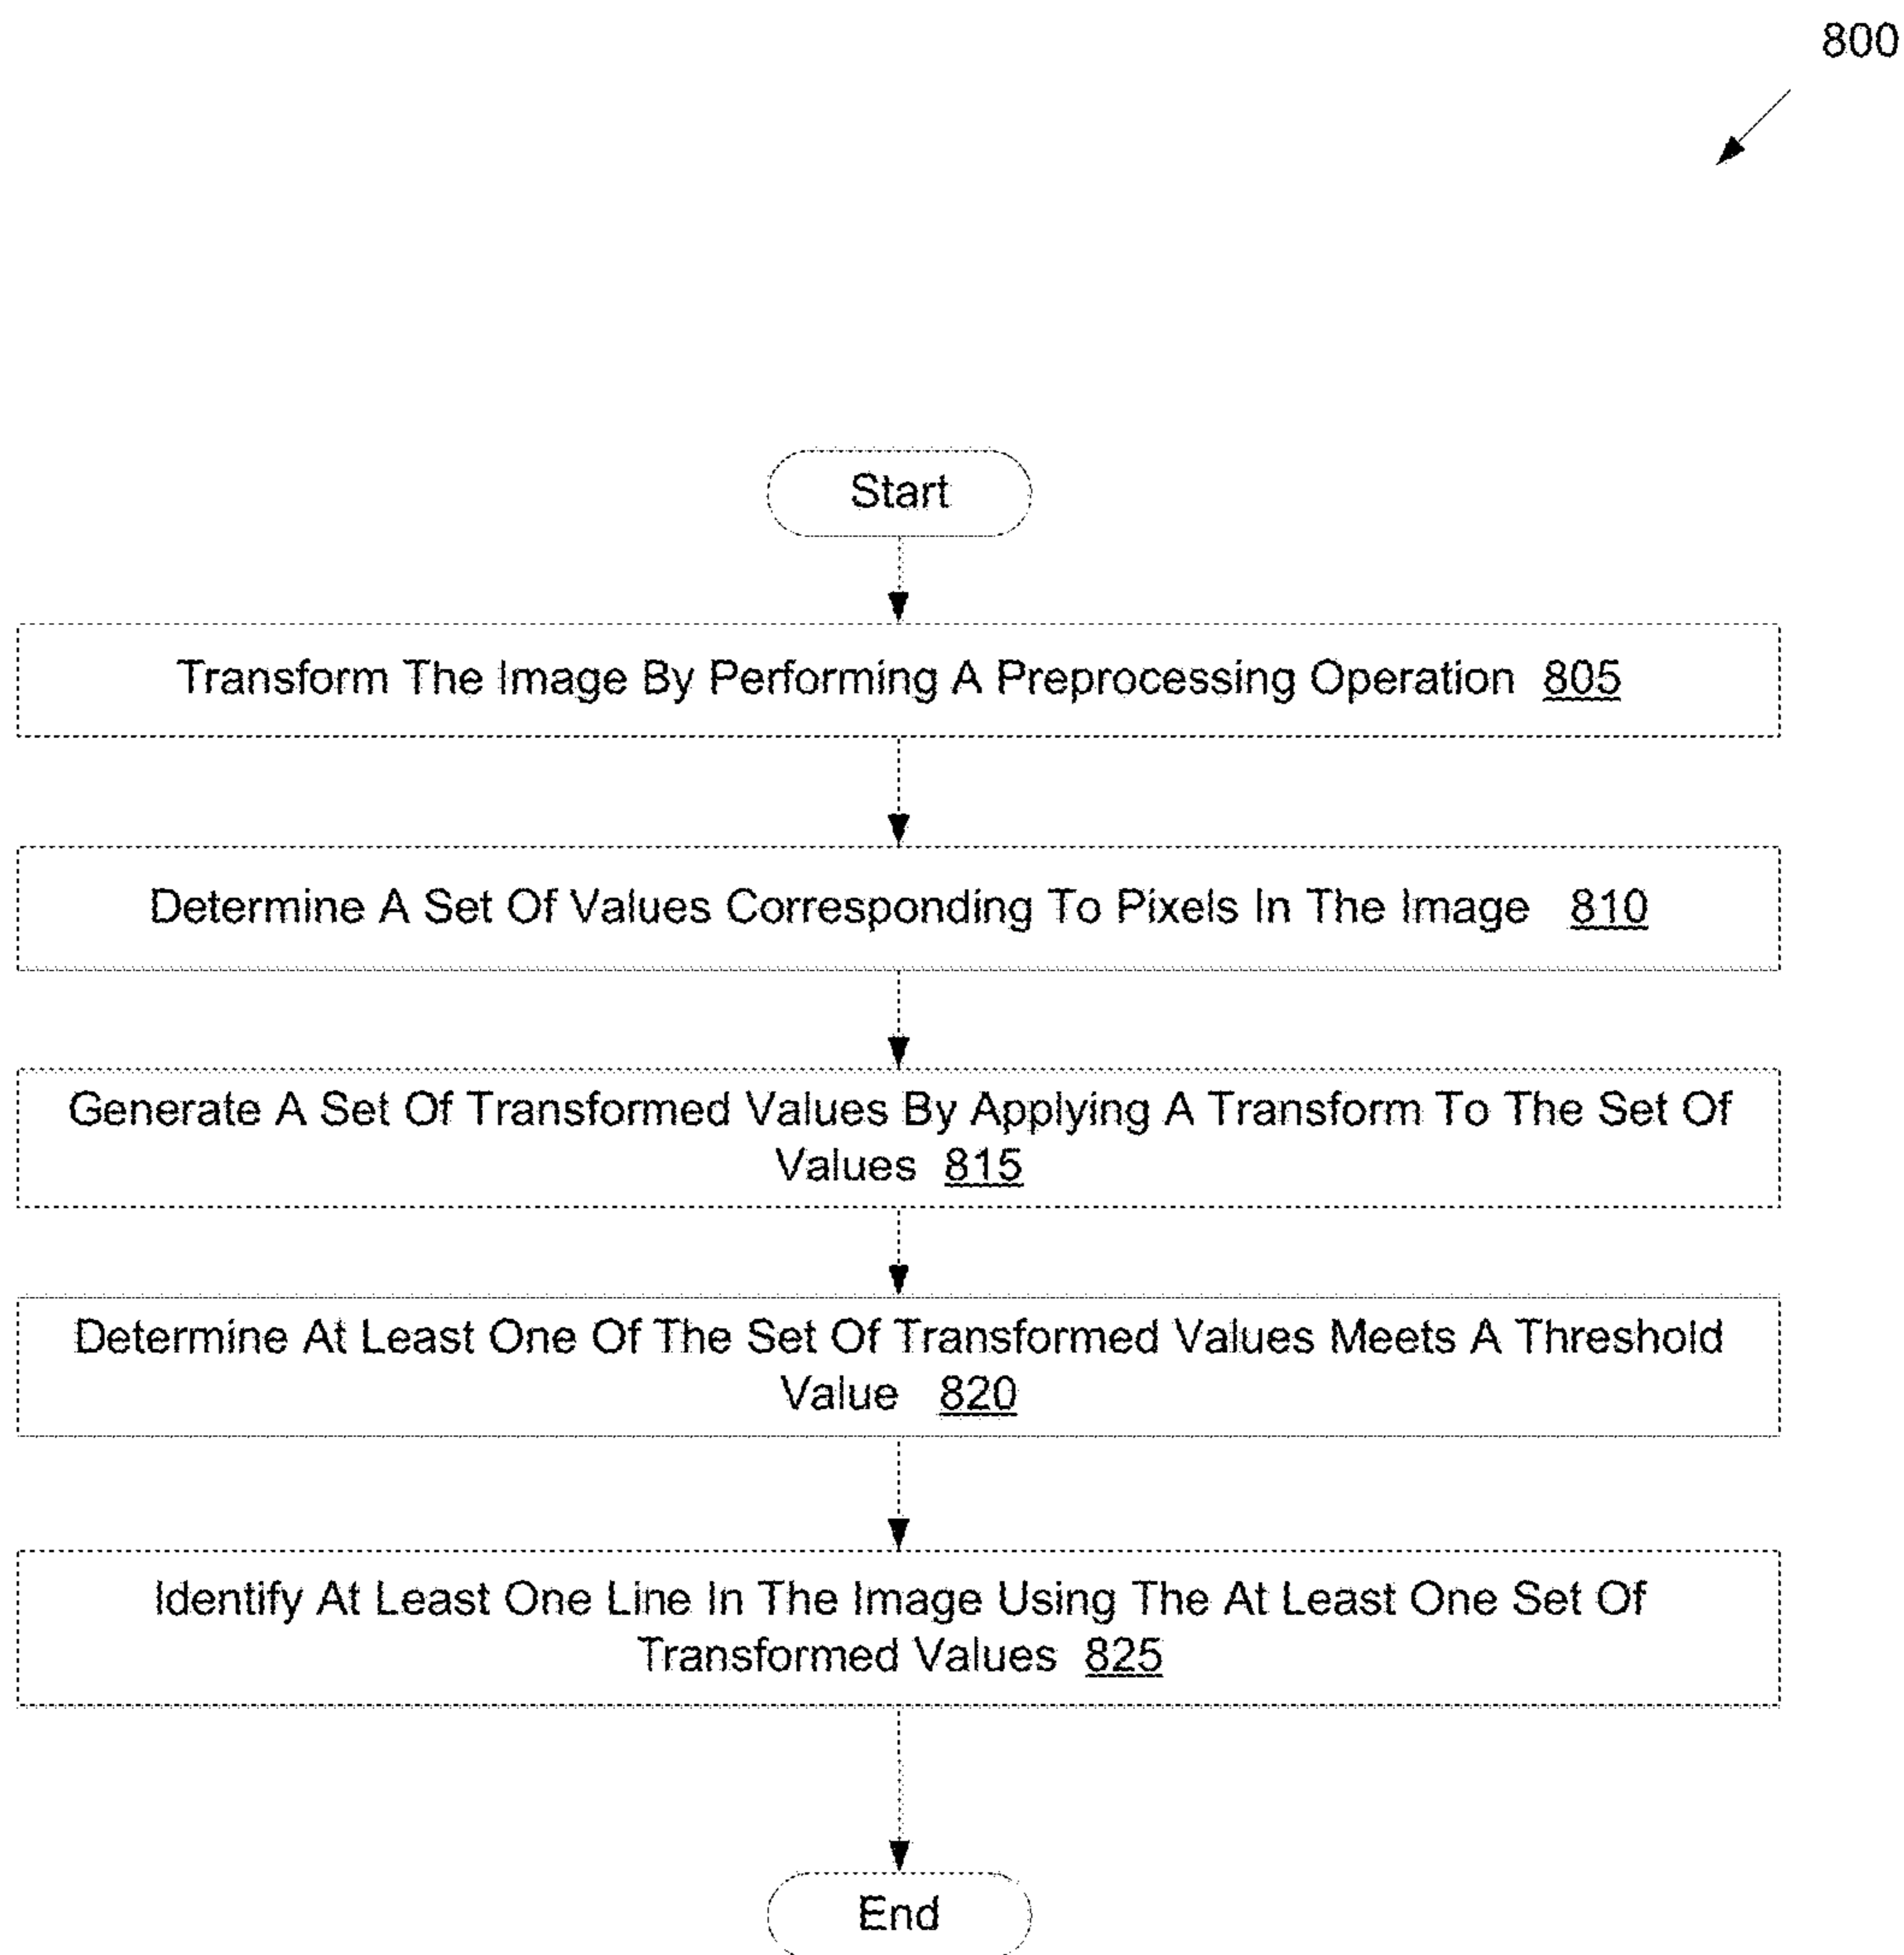 800
Start
Transform The Image By Performing A Preprocessing Operation 805
Determine A Set Of Values Corresponding To Pixels In The Image 810
Generate A Set Of Transformed Values By Applying A Transform To The Set Of
Values 815
Determine At Least One Of The Set Of Transformed Values Meets A Threshold
Value 820
Identify At Least One Line In The Image Using The At Least One Set Of
Transformed Values 825
End